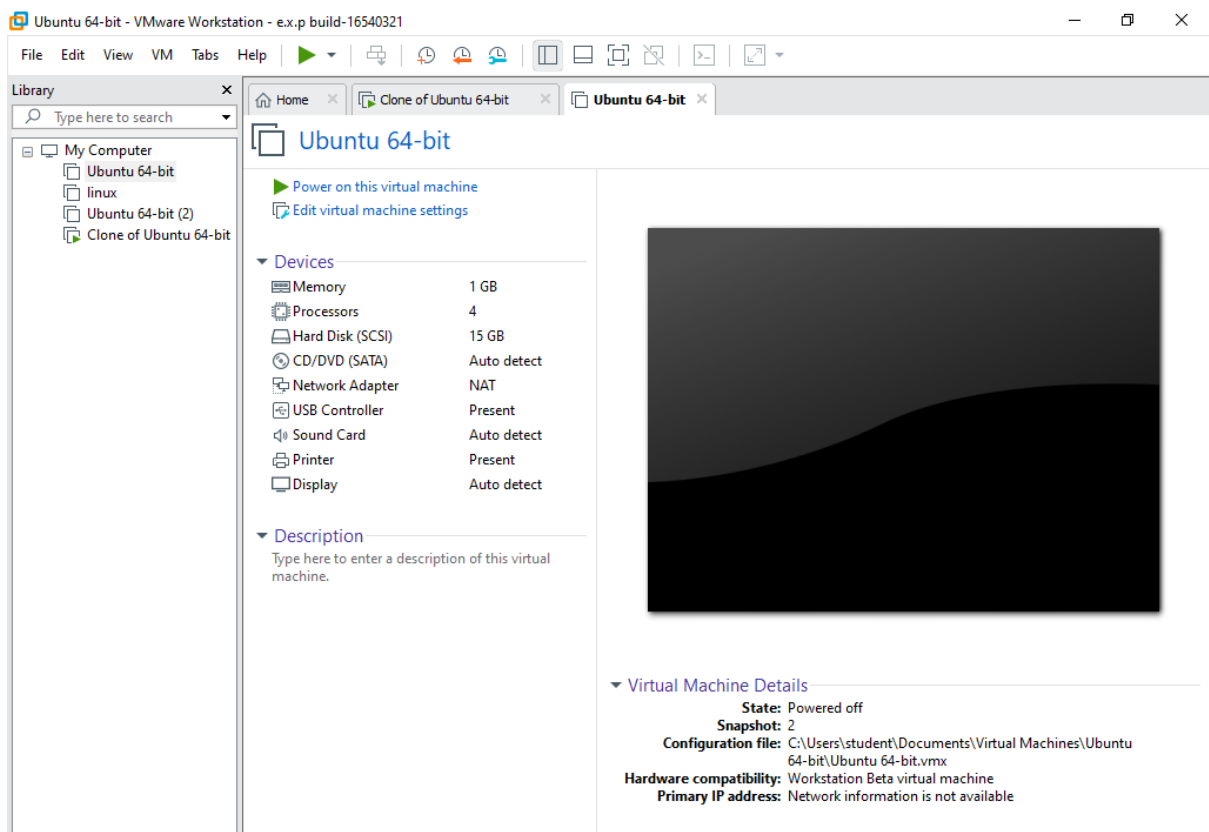 Ubuntu 64-bit - VMware Workstation - e.x.p build-16540321
File Edit View VM Tabs Help
Library
Type here to search
My Computer
Ubuntu 64-bit
linux
Ubuntu 64-bit (2)
Clone of Ubuntu 64-bit
Home
Clone of Ubuntu 64-bit
Ubuntu 64-bit
Ubuntu 64-bit
Power on this virtual machine
Edit virtual machine settings
Devices
Memory 1 GB
Processors 4
Hard Disk (SCSI) 15 GB
CD/DVD (SATA) Auto detect
Network Adapter NAT
USB Controller Present
Sound Card Auto detect
Printer Present
Display Auto detect
Description
Type here to enter a description of this virtual
machine.
Virtual Machine Details
State: Powered off
Snapshot: 2
Configuration file: C:\Users\student\Documents\Virtual Machines\Ubuntu
64-bit\Ubuntu 64-bit.vmx
Hardware compatibility: Workstation Beta virtual machine
Primary IP address: Network information is not available